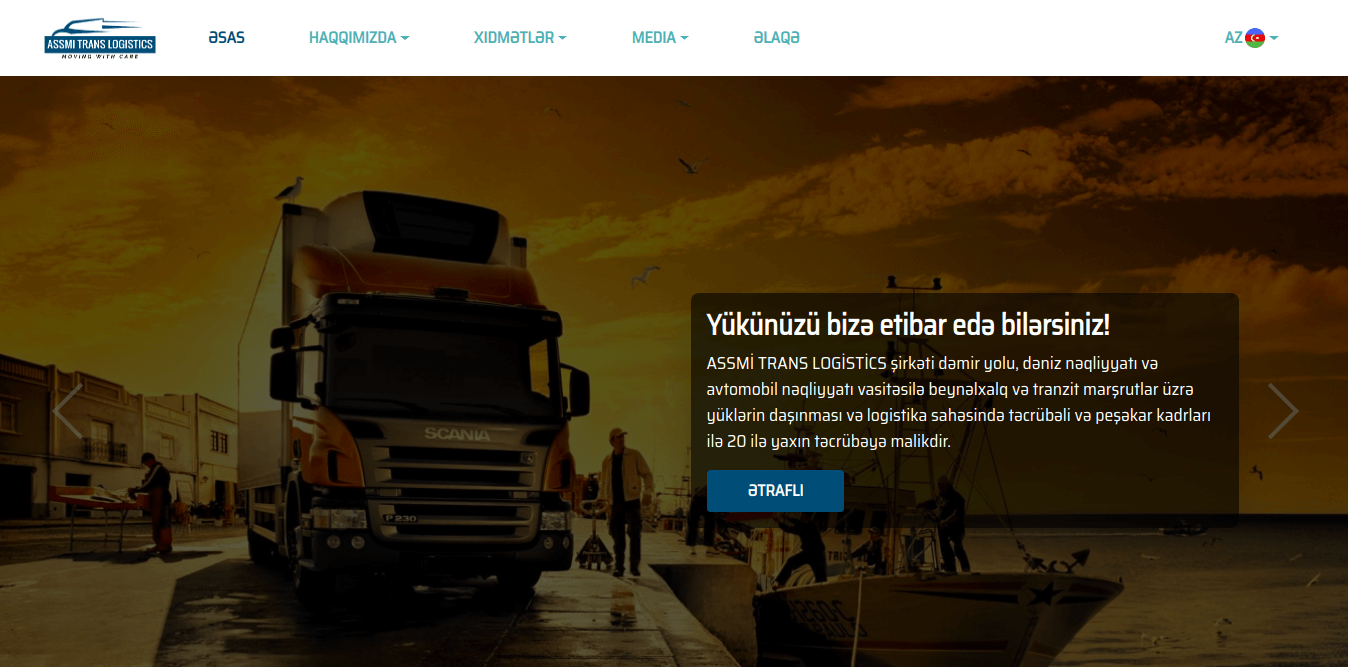 ASSMI TRANS LOGISTICS
MOVING WITH CARE
ƏSAS
HAQQIMIZDA
XIDMƏTLƏR
MEDIA
ƏLAQƏ
AZ
Yükünüzü bizə etibar edə bilərsiniz!
ASSMİ TRANS LOGİSTİCS şirkəti dəmir yolu, dəniz nəqliyyatı və
avtomobil nəqliyyatı vasitəsilə beynəlxalq və tranzit marşrutlar üzrə
yüklərin daşınması və logistika sahəsində təcrübəli və peşəkar kadrları
ilə 20 ilə yaxın təcrübəyə malikdir.
ƏTRAFLI
SCANIA
P 230